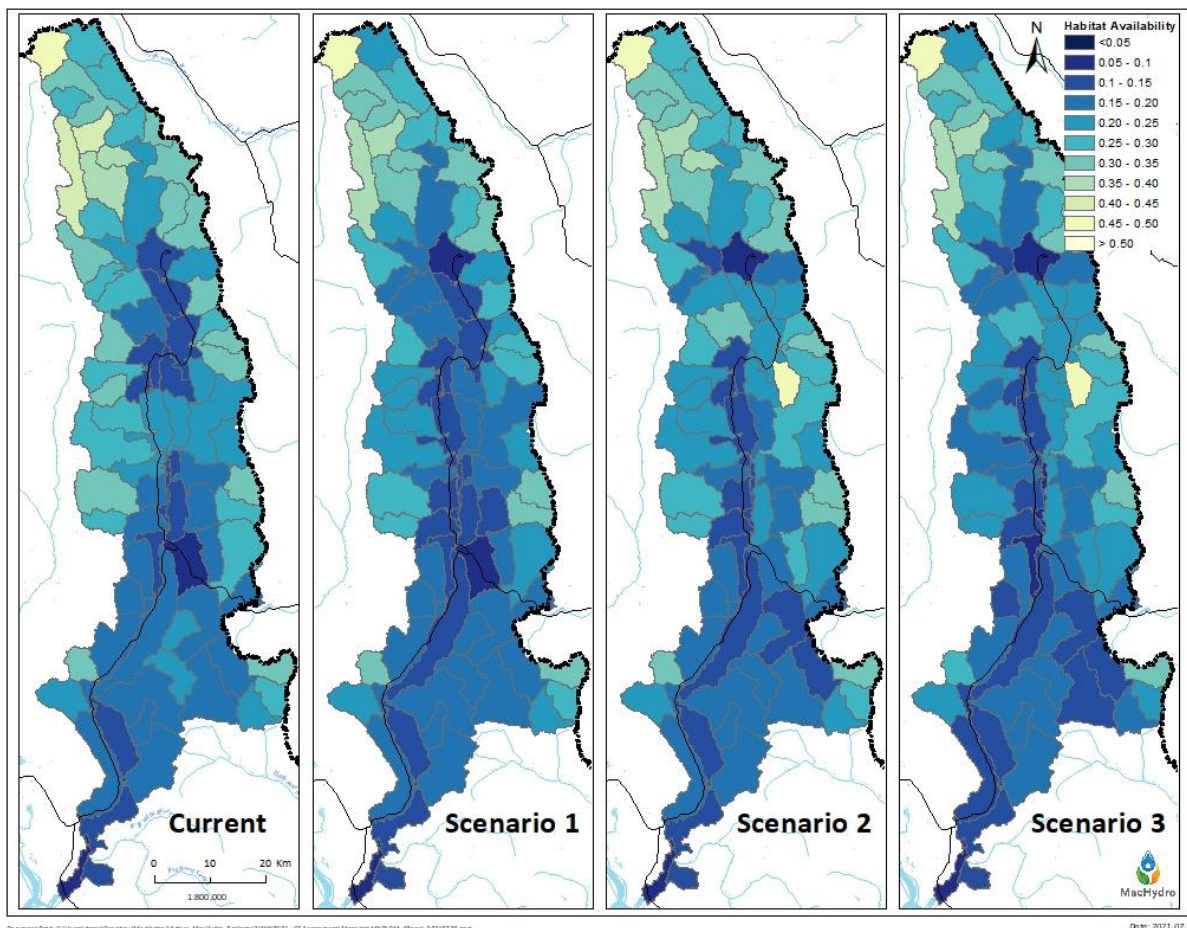 N
Habitat Availability
<0.05
0.05 - 0.1
0.1 - 0.15
0.15 - 0.20
0.20 - 0.25
0.25 - 0.30
0.30 - 0.35
0.35 - 0.40
0.40 - 0.45
0.45 - 0.50
> 0.50
Current
Scenario 1
Scenario 2
Scenario 3
0 10 20 Km
1:800,000
MacHydro